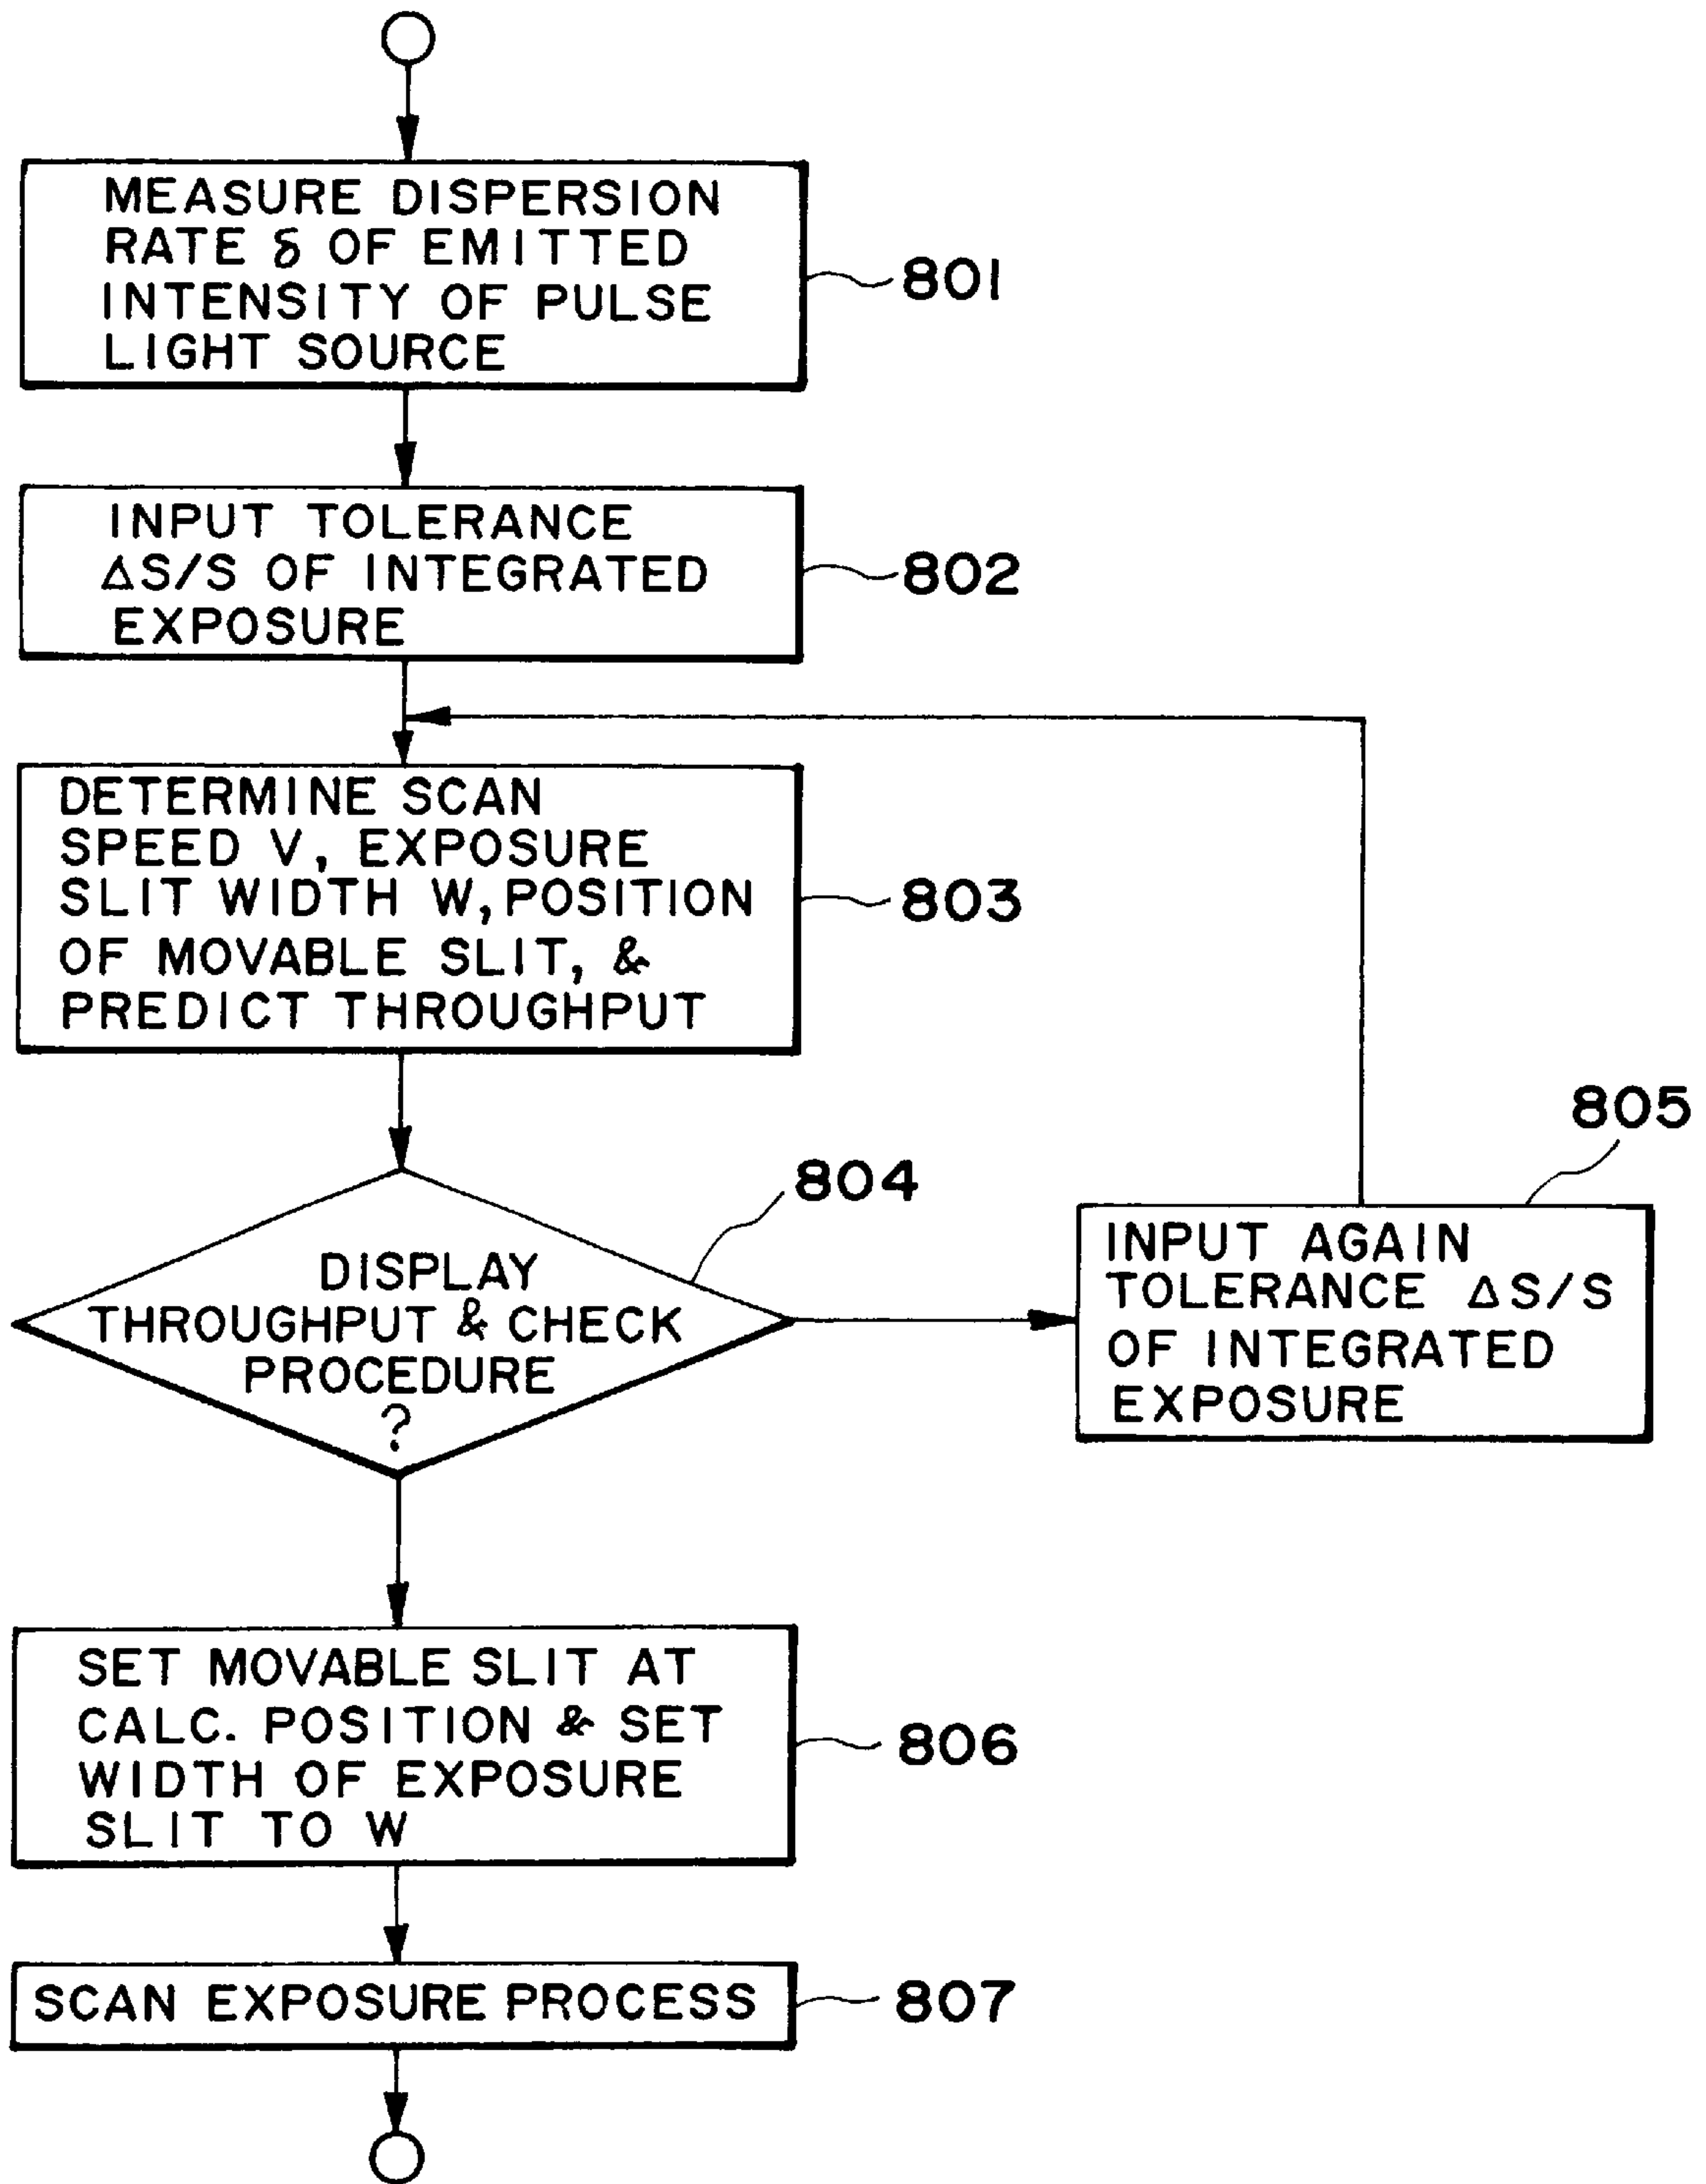 MEASURE DISPERSION
RATE δ OF EMITTED
INTENSITY OF PULSE
LIGHT SOURCE
801
INPUT TOLERANCE
ΔS/S OF INTEGRATED
EXPOSURE
802
DETERMINE SCAN
SPEED V, EXPOSURE
SLIT WIDTH W, POSITION
OF MOVABLE SLIT, &
PREDICT THROUGHPUT
803
DISPLAY
THROUGHPUT & CHECK
PROCEDURE
?
804
805
INPUT AGAIN
TOLERANCE ΔS/S
OF INTEGRATED
EXPOSURE
SET MOVABLE SLIT AT
CALC. POSITION & SET
WIDTH OF EXPOSURE
SLIT TO W
806
SCAN EXPOSURE PROCESS
807